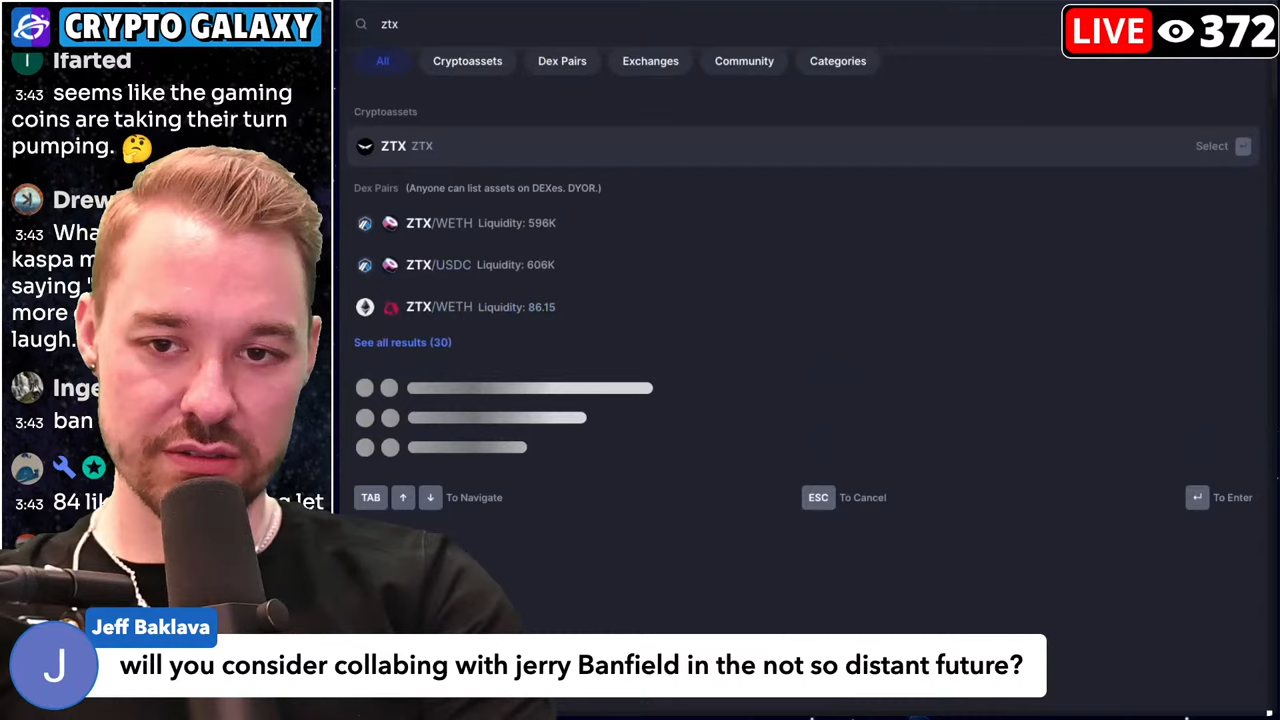 CRYPTO GALAXY
I
Ifarted
3:43 seems like the gaming
coins are taking their turn
pumping. 🤔
Drew
3:43
kaspa
saying
more
laugh.
3:43 ban
3:43 84
let
ztx
All
Cryptoassets
Dex Pairs
Exchanges
Community
Categories
Cryptoassets
ZTX ZTX
Select
Dex Pairs (Anyone can list assets on DEXes. DYOR.)
ZTX/WETH Liquidity: 596K
ZTX/USDC Liquidity: 606K
ZTX/WETH Liquidity: 86.15
See all results (30)
TAB ↑ ↓ To Navigate
ESC To Cancel
↵ To Enter
LIVE 372
Jeff Baklava
J
will you consider collabing with jerry Banfield in the not so distant future?